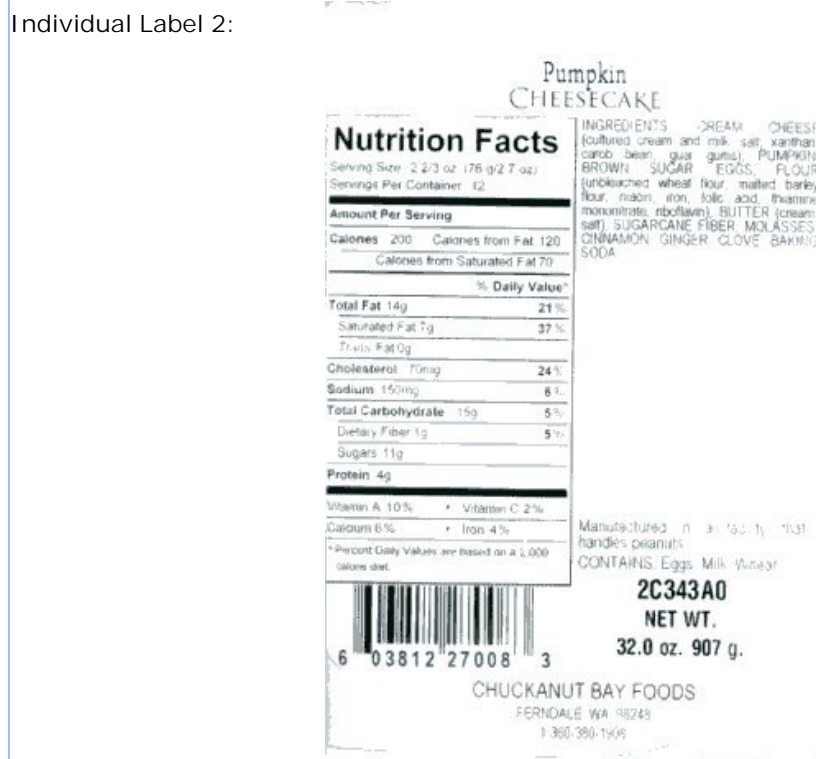 Individual Label 2:
Pumpkin
CHEESECAKE
Nutrition Facts
Serving Size 2 2/3 oz (76 g/2.7 oz)
Servings Per Container 12
Amount Per Serving
Calories 200 Calories from Fat 120
Calories from Saturated Fat 70
% Daily Value*
Total Fat 14g 21%
Saturated Fat 7g 37%
Trans Fat 0g
Cholesterol 70mg 24%
Sodium 150mg 6%
Total Carbohydrate 15g 5%
Dietary Fiber 1g 5%
Sugars 11g
Protein 4g
Vitamin A 10% • Vitamin C 2%
Calcium 6% • Iron 4%
*Percent Daily Values are based on a 2,000
calorie diet.
INGREDIENTS CREAM CHEESE
(cultured cream and milk, salt, xanthan,
carob bean, guar gums), PUMPKIN,
BROWN SUGAR EGGS, FLOUR
(unbleached wheat flour, malted barley
flour, niacin, iron, folic acid, thiamine
mononitrate, riboflavin), BUTTER (cream,
salt), SUGARCANE FIBER, MOLASSES,
CINNAMON GINGER CLOVE BAKING
SODA
Manufactured in a facility that
handles peanuts
CONTAINS: Eggs Milk Wheat
2C343A0
NET WT.
32.0 oz. 907 g.
6 03812 27008 3
CHUCKANUT BAY FOODS
FERNDALE WA 98248
1-360-380-1908